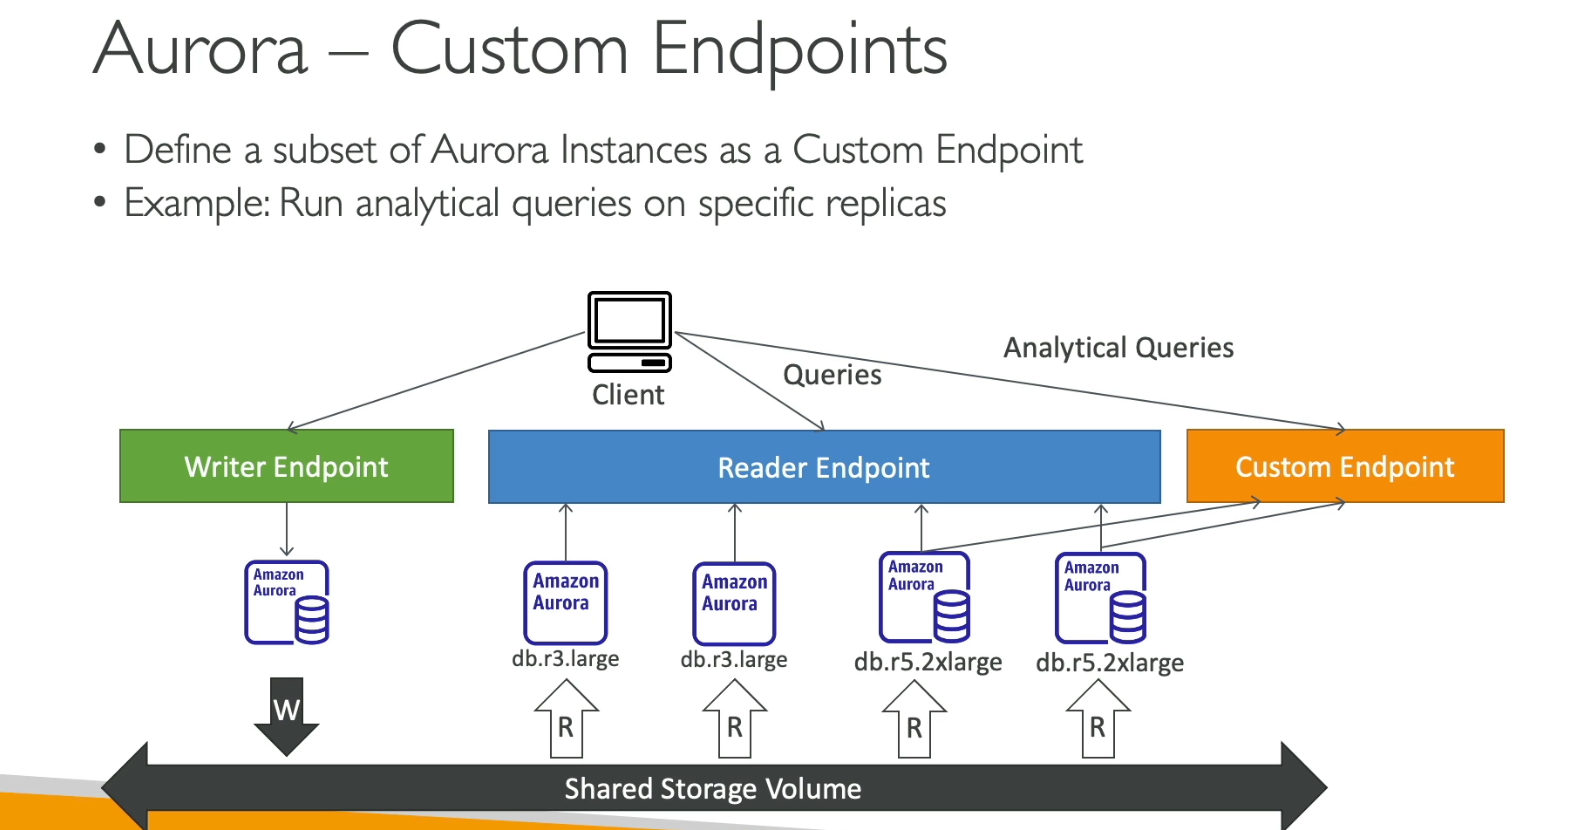 Aurora – Custom Endpoints
• Define a subset of Aurora Instances as a Custom Endpoint
• Example: Run analytical queries on specific replicas
Client
Queries
Analytical Queries
Writer Endpoint
Reader Endpoint
Custom Endpoint
Amazon
Aurora
Amazon
Aurora
Amazon
Aurora
Amazon
Aurora
Amazon
Aurora
db.r3.large
db.r3.large
db.r5.2xlarge
db.r5.2xlarge
W
R
R
R
R
Shared Storage Volume